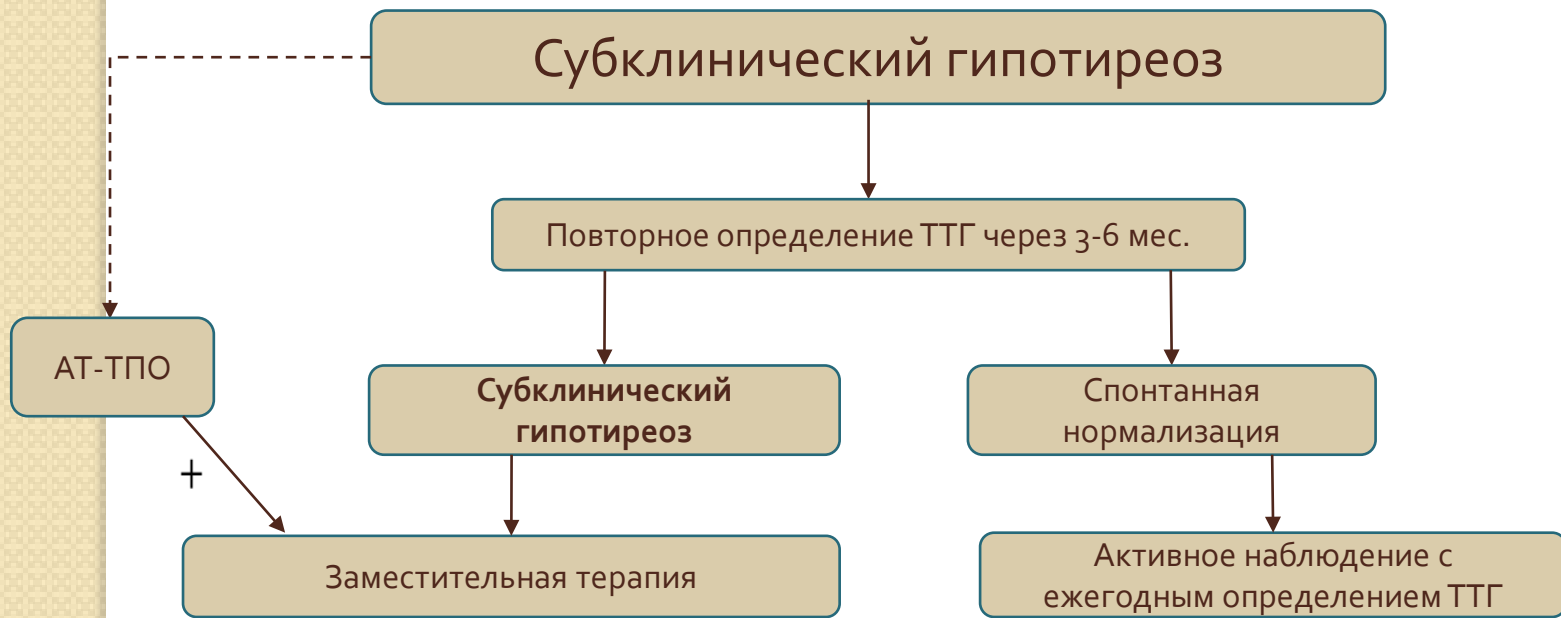 Субклинический гипотиреоз
Повторное определение ТТГ через 3-6 мес.
АТ-ТПО
Субклинический
гипотиреоз
Спонтанная
нормализация
+
Заместительная терапия
Активное наблюдение с
ежегодным определением ТТГ